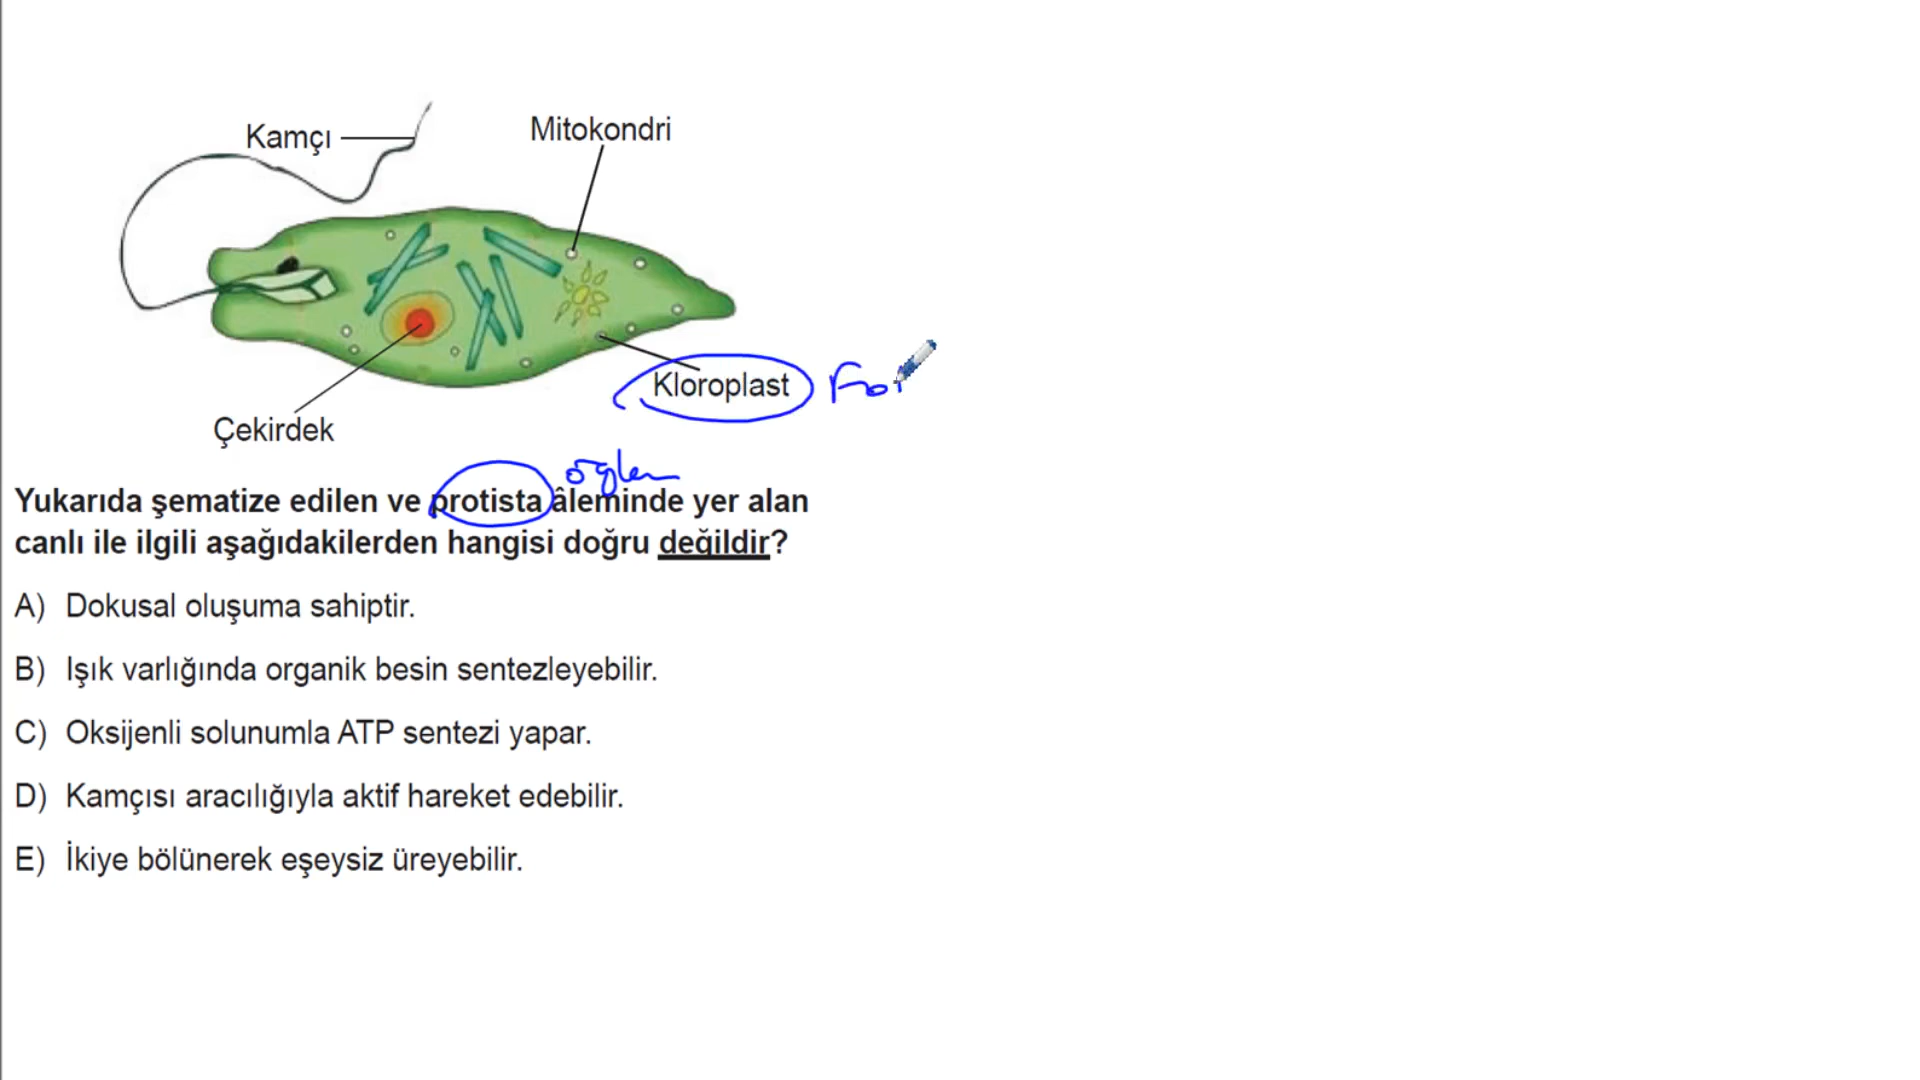 Kamçı
Mitokondri
Kloroplast
Çekirdek
öglen
Yukarıda şematize edilen ve protista âleminde yer alan
canlı ile ilgili aşağıdakilerden hangisi doğru değildir?
A) Dokusal oluşuma sahiptir.
B) Işık varlığında organik besin sentezleyebilir.
C) Oksijenli solunumla ATP sentezi yapar.
D) Kamçısı aracılığıyla aktif hareket edebilir.
E) İkiye bölünerek eşeysiz üreyebilir.